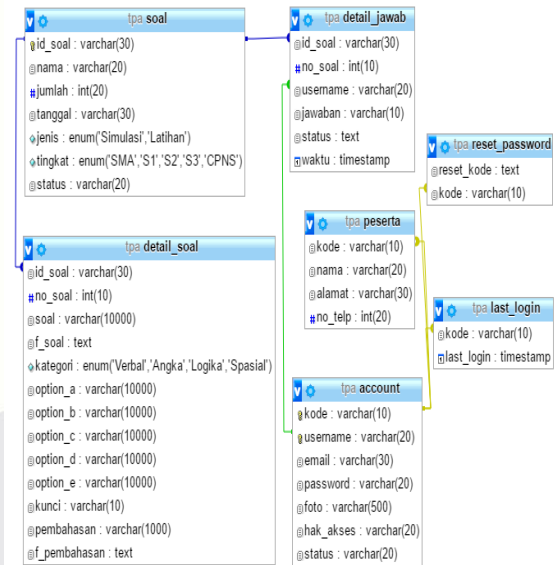 tpa soal
id_soal : varchar(30)
nama : varchar(20)
#jumlah : int(20)
tanggal : varchar(30)
jenis : enum('Simulasi','Latihan')
tingkat : enum('SMA','S1','S2','S3','CPNS')
status : varchar(20)
tpa detail_jawab
id_soal : varchar(30)
#no_soal : int(10)
username : varchar(20)
jawaban : varchar(10)
status : text
waktu : timestamp
tpa reset_password
reset_kode : text
kode : varchar(10)
tpa peserta
kode : varchar(10)
nama : varchar(20)
alamat : varchar(30)
#no_telp : int(20)
tpa detail_soal
id_soal : varchar(30)
#no_soal : int(10)
soal : varchar(10000)
f_soal : text
kategori : enum('Verbal','Angka','Logika','Spasial')
option_a : varchar(10000)
option_b : varchar(10000)
option_c : varchar(10000)
option_d : varchar(10000)
option_e : varchar(10000)
kunci : varchar(10)
pembahasan : varchar(1000)
f_pembahasan : text
tpa last_login
kode : varchar(10)
last_login : timestamp
tpa account
kode : varchar(10)
username : varchar(20)
email : varchar(30)
password : varchar(20)
foto : varchar(500)
hak_akses : varchar(20)
status : varchar(20)